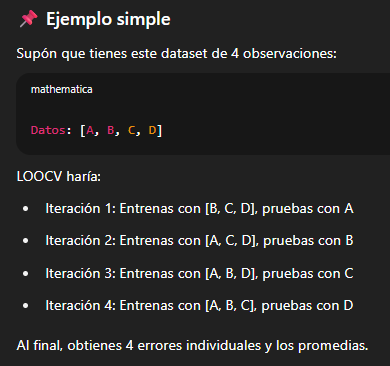 📌 Ejemplo simple
Supón que tienes este dataset de 4 observaciones:
mathematica
Datos: [A, B, C, D]
LOOCV haría:
• Iteración 1: Entrenas con [B, C, D], pruebas con A
• Iteración 2: Entrenas con [A, C, D], pruebas con B
• Iteración 3: Entrenas con [A, B, D], pruebas con C
• Iteración 4: Entrenas con [A, B, C], pruebas con D
Al final, obtienes 4 errores individuales y los promedias.